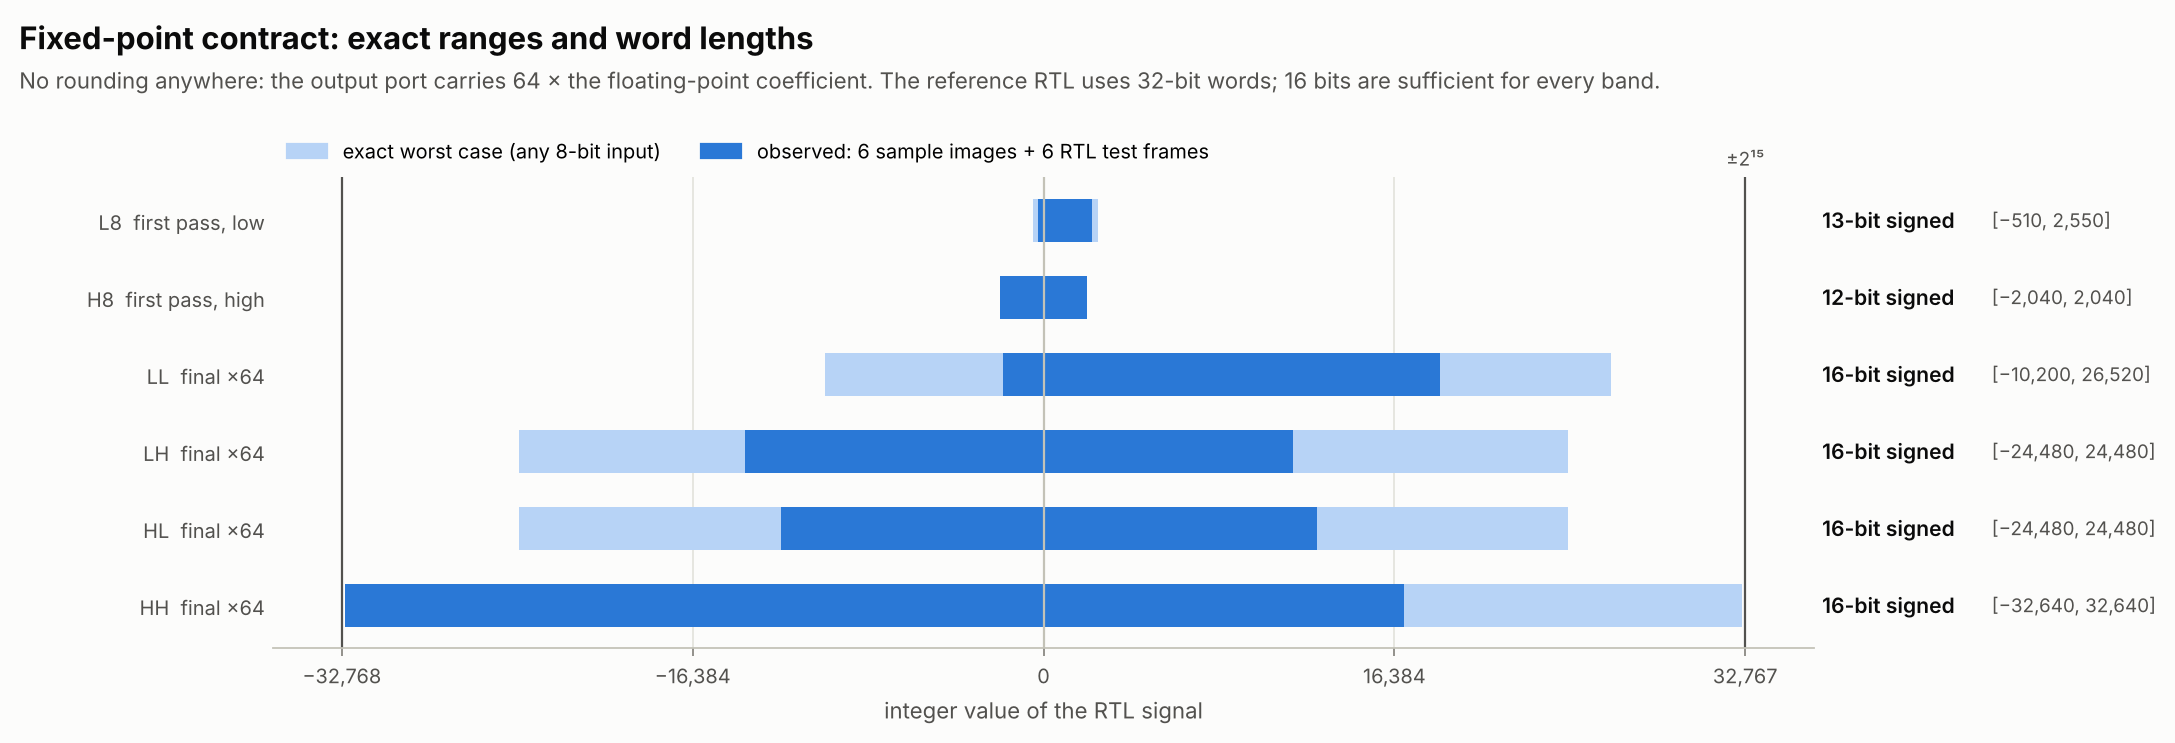 Fixed-point contract: exact ranges and word lengths
No rounding anywhere: the output port carries 64 × the floating-point coefficient. The reference RTL uses 32-bit words; 16 bits are sufficient for every band.
exact worst case (any 8-bit input) observed: 6 sample images + 6 RTL test frames
±2¹⁵
L8 first pass, low 13-bit signed [−510, 2,550]
H8 first pass, high 12-bit signed [−2,040, 2,040]
LL final ×64 16-bit signed [−10,200, 26,520]
LH final ×64 16-bit signed [−24,480, 24,480]
HL final ×64 16-bit signed [−24,480, 24,480]
HH final ×64 16-bit signed [−32,640, 32,640]
−32,768 −16,384 0 16,384 32,767
integer value of the RTL signal